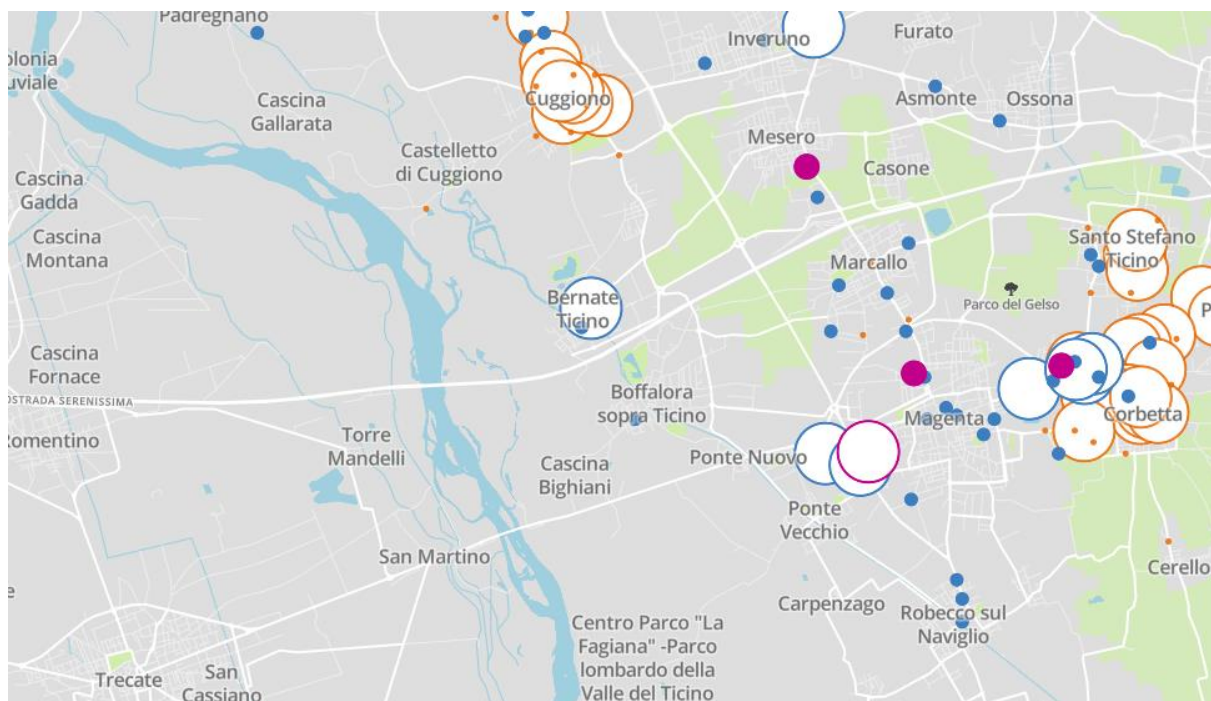 Padregnano
Inveruno
Furato
olonia
uviale
Cascina
Gallarata
Cuggiono
Asmonte
Ossona
Mesero
Castelletto
di Cuggiono
Casone
Cascina
Gadda
Cascina
Montana
Santo Stefano
Ticino
Marcallo
Parco del Gelso
Bernate
Ticino
P
Cascina
Fornace
OSTRADA SERENISSIMA
Boffalora
sopra Ticino
Magenta
Corbetta
Romentino
Torre
Mandelli
Cascina
Bighiani
Ponte Nuovo
Ponte
Vecchio
San Martino
Cerello
e
Carpenzago
Robecco sul
Naviglio
Centro Parco "La
Fagiana" -Parco
lombardo della
Valle del Ticino
Trecate
San
Cassiano